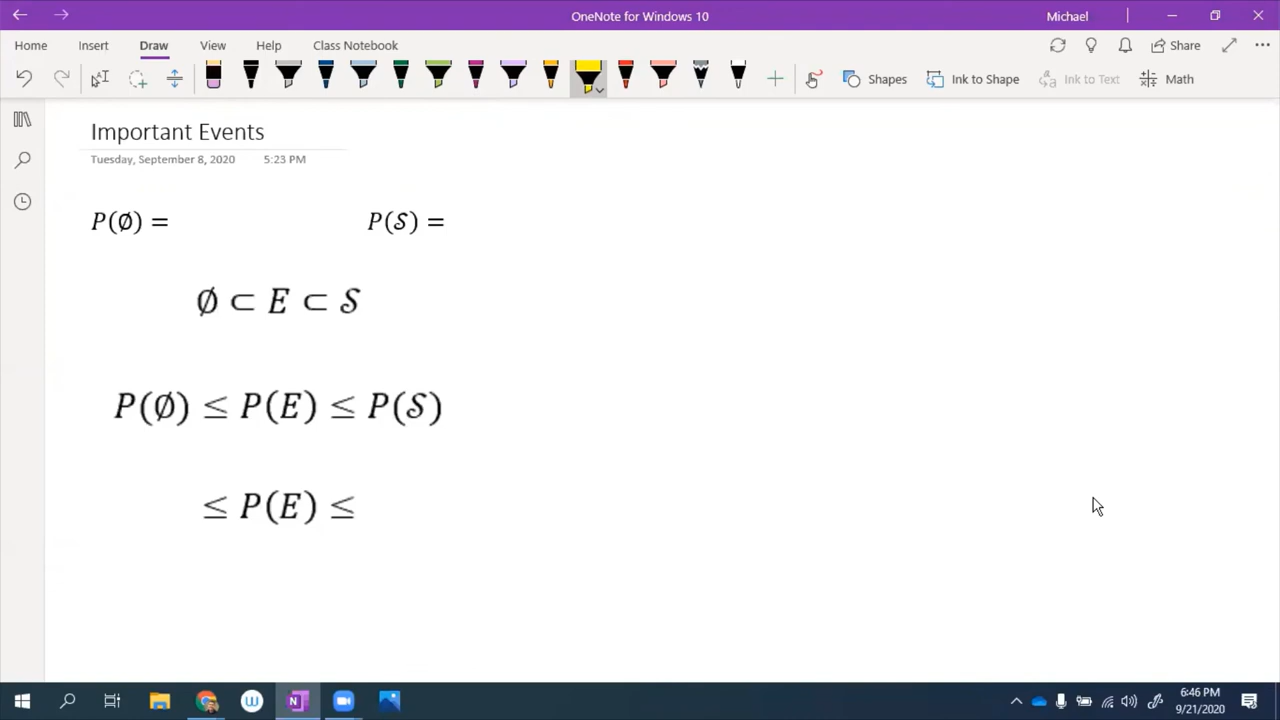 OneNote for Windows 10
Michael
Home Insert Draw View Help Class Notebook
Share
Shapes
Ink to Shape
Ink to Text
Math
Important Events
Tuesday, September 8, 2020 5:23 PM
P(∅) = P(𝒮) =
∅ ⊂ E ⊂ 𝒮
P(∅) ≤ P(E) ≤ P(𝒮)
≤ P(E) ≤
6:46 PM
9/21/2020